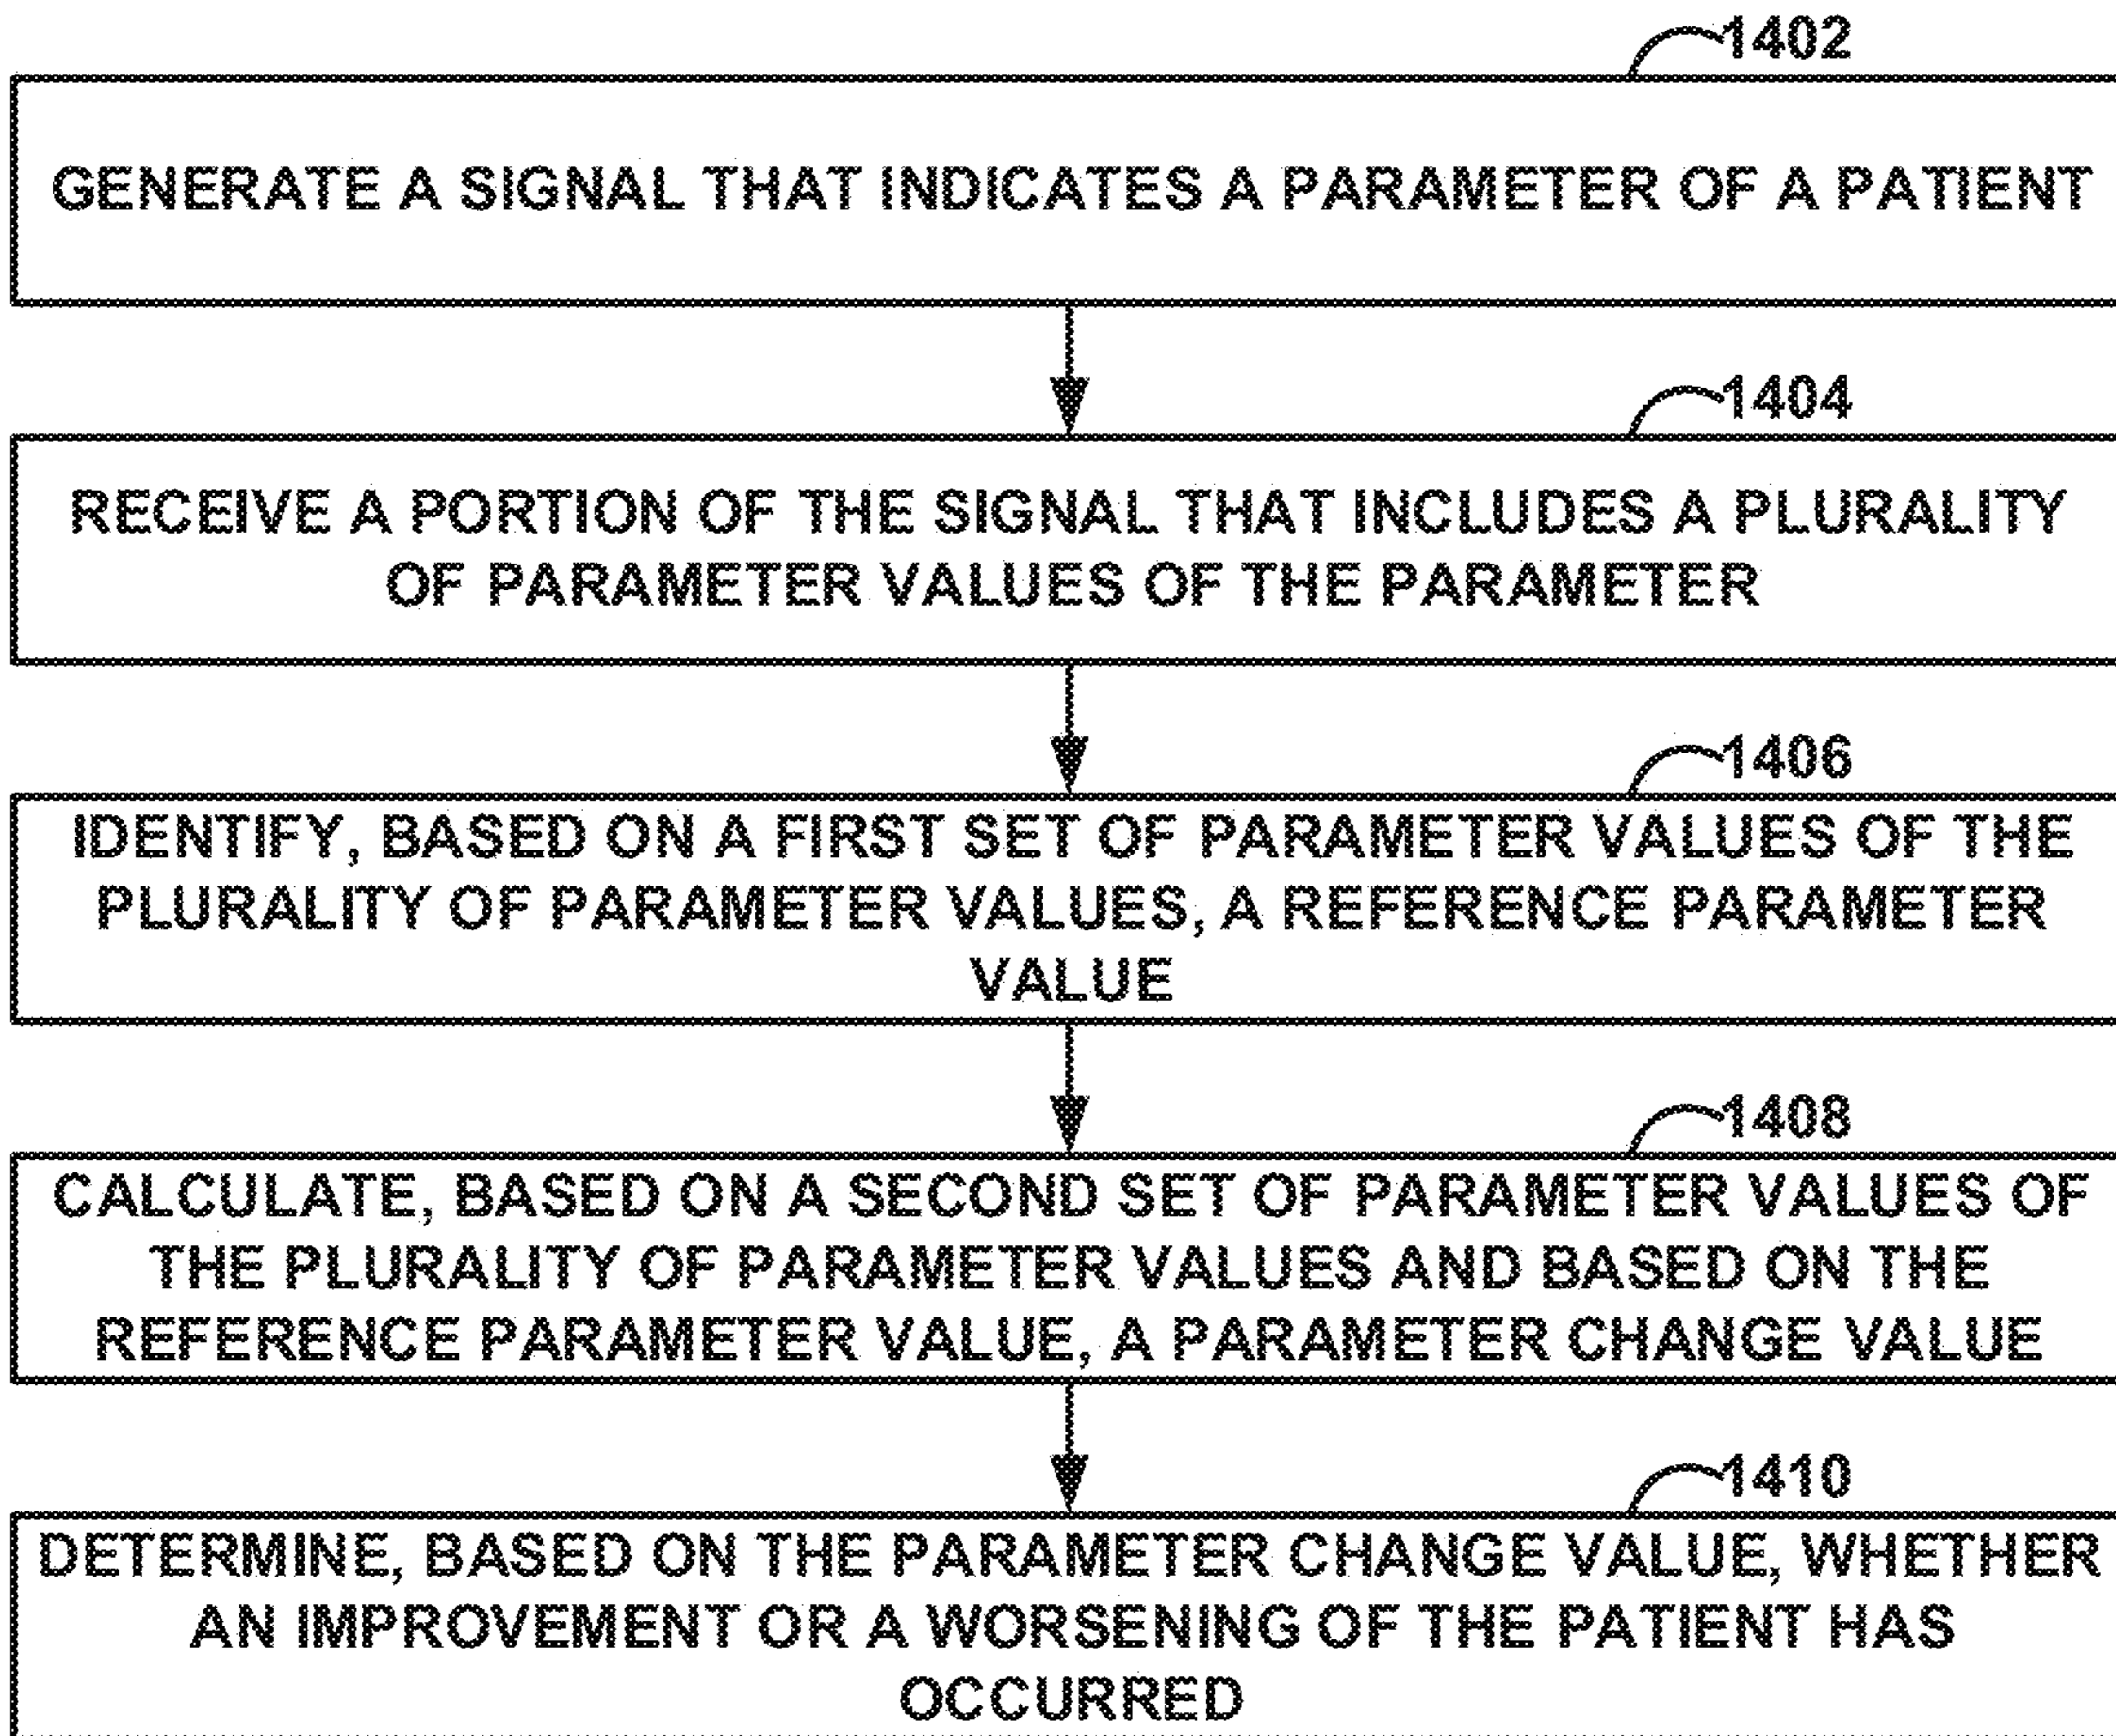 1402
GENERATE A SIGNAL THAT INDICATES A PARAMETER OF A PATIENT
1404
RECEIVE A PORTION OF THE SIGNAL THAT INCLUDES A PLURALITY
OF PARAMETER VALUES OF THE PARAMETER
1406
IDENTIFY, BASED ON A FIRST SET OF PARAMETER VALUES OF THE
PLURALITY OF PARAMETER VALUES, A REFERENCE PARAMETER
VALUE
1408
CALCULATE, BASED ON A SECOND SET OF PARAMETER VALUES OF
THE PLURALITY OF PARAMETER VALUES AND BASED ON THE
REFERENCE PARAMETER VALUE, A PARAMETER CHANGE VALUE
1410
DETERMINE, BASED ON THE PARAMETER CHANGE VALUE, WHETHER
AN IMPROVEMENT OR A WORSENING OF THE PATIENT HAS
OCCURRED